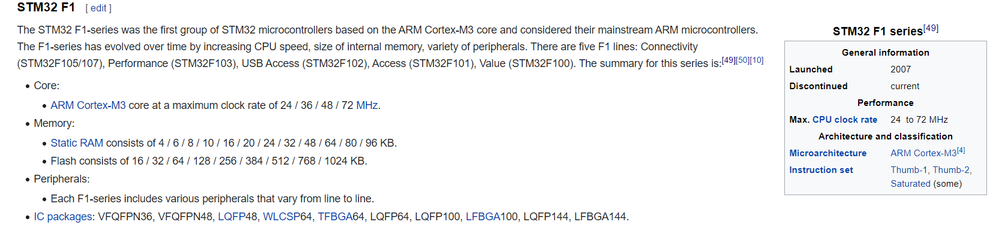 STM32 F1 [ edit ]
The STM32 F1-series was the first group of STM32 microcontrollers based on the ARM Cortex-M3 core and considered their mainstream ARM microcontrollers.
The F1-series has evolved over time by increasing CPU speed, size of internal memory, variety of peripherals. There are five F1 lines: Connectivity
(STM32F105/107), Performance (STM32F103), USB Access (STM32F102), Access (STM32F101), Value (STM32F100). The summary for this series is:[49][50][10]
• Core:
• ARM Cortex-M3 core at a maximum clock rate of 24 / 36 / 48 / 72 MHz.
• Memory:
• Static RAM consists of 4 / 6 / 8 / 10 / 16 / 20 / 24 / 32 / 48 / 64 / 80 / 96 KB.
• Flash consists of 16 / 32 / 64 / 128 / 256 / 384 / 512 / 768 / 1024 KB.
• Peripherals:
• Each F1-series includes various peripherals that vary from line to line.
• IC packages: VFQFPN36, VFQFPN48, LQFP48, WLCSP64, TFBGA64, LQFP64, LQFP100, LFBGA100, LQFP144, LFBGA144.
STM32 F1 series[49]
General information
Launched 2007
Discontinued current
Performance
Max. CPU clock rate 24 to 72 MHz
Architecture and classification
Microarchitecture ARM Cortex-M3[4]
Instruction set Thumb-1, Thumb-2,
Saturated (some)